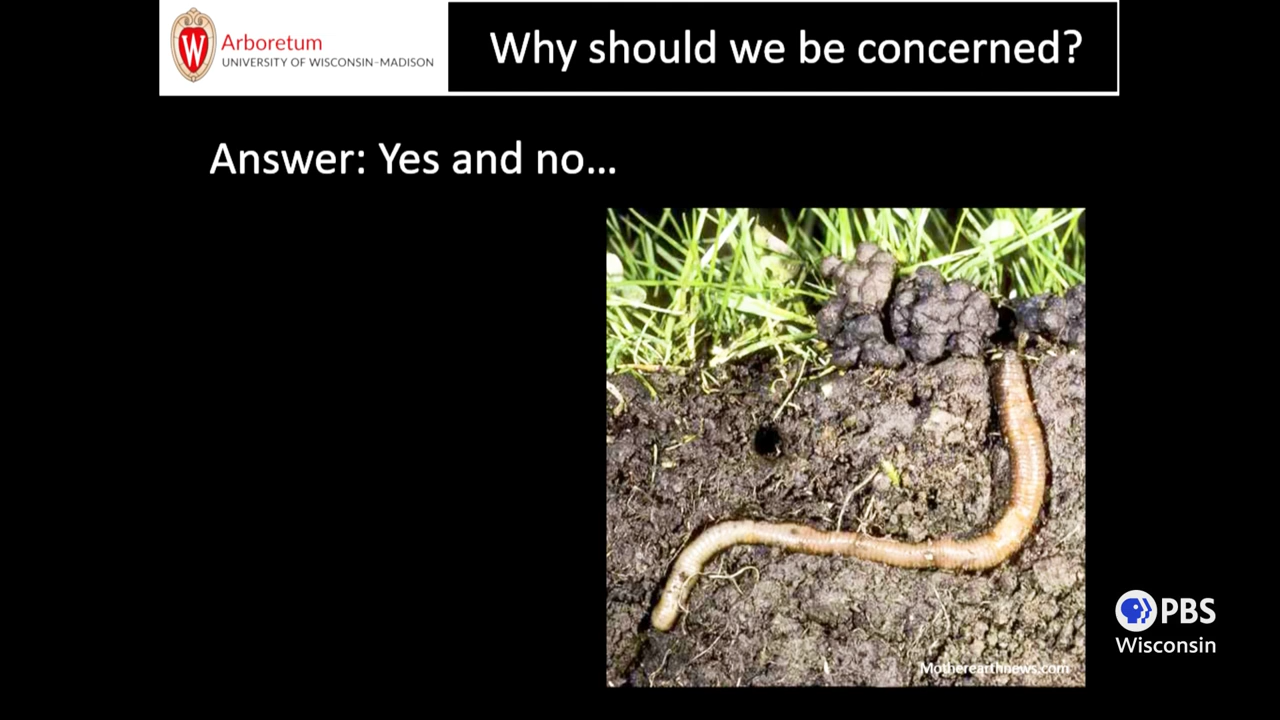 Arboretum
UNIVERSITY OF WISCONSIN–MADISON
Why should we be concerned?
Answer: Yes and no...
PBS
Wisconsin
Motherearthnews.com